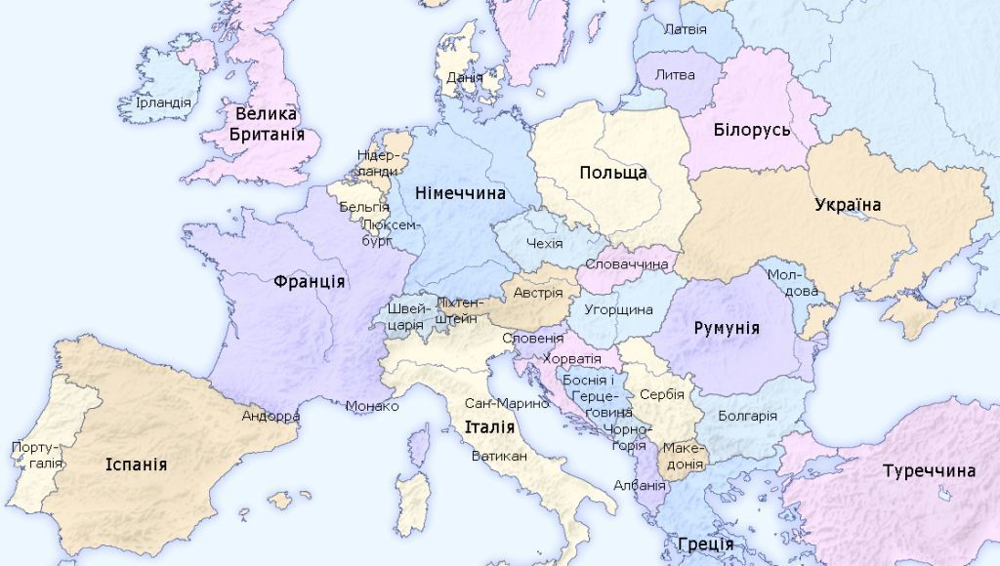 Латвія
Данія
Литва
Ірландія
Велика
Британія
Білорусь
Нідер-
ланди
Польща
Німеччина
Україна
Бельгія
Люксем-
бург
Чехія
Словаччина
Франція
Мол-
дова
Австрія
Ліхтен-
штейн
Швей-
царія
Угорщина
Румунія
Словенія
Хорватія
Боснія і
Герце-
ґовина
Сербія
Сан-Марино
Монако
Андорра
Болгарія
Італія
Чорно-
горія
Порту-
галія
Іспанія
Ватикан
Маке-
донія
Туреччина
Албанія
Греція